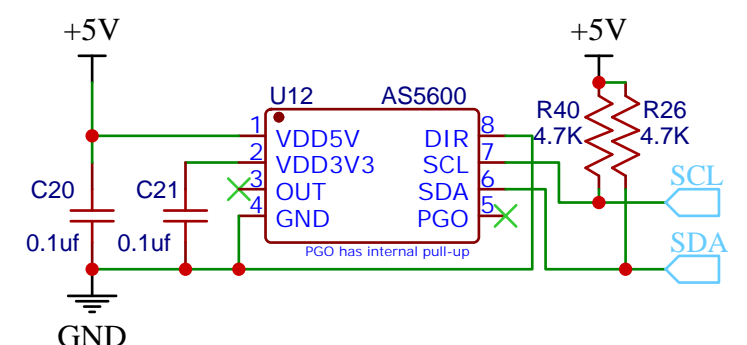 +5V
+5V
U12 AS5600
1 VDD5V DIR 8
2 VDD3V3 SCL 7
3 OUT SDA 6
4 GND PGO 5
PGO has internal pull-up
C20
0.1uf
C21
0.1uf
R40
4.7K
R26
4.7K
SCL
SDA
GND